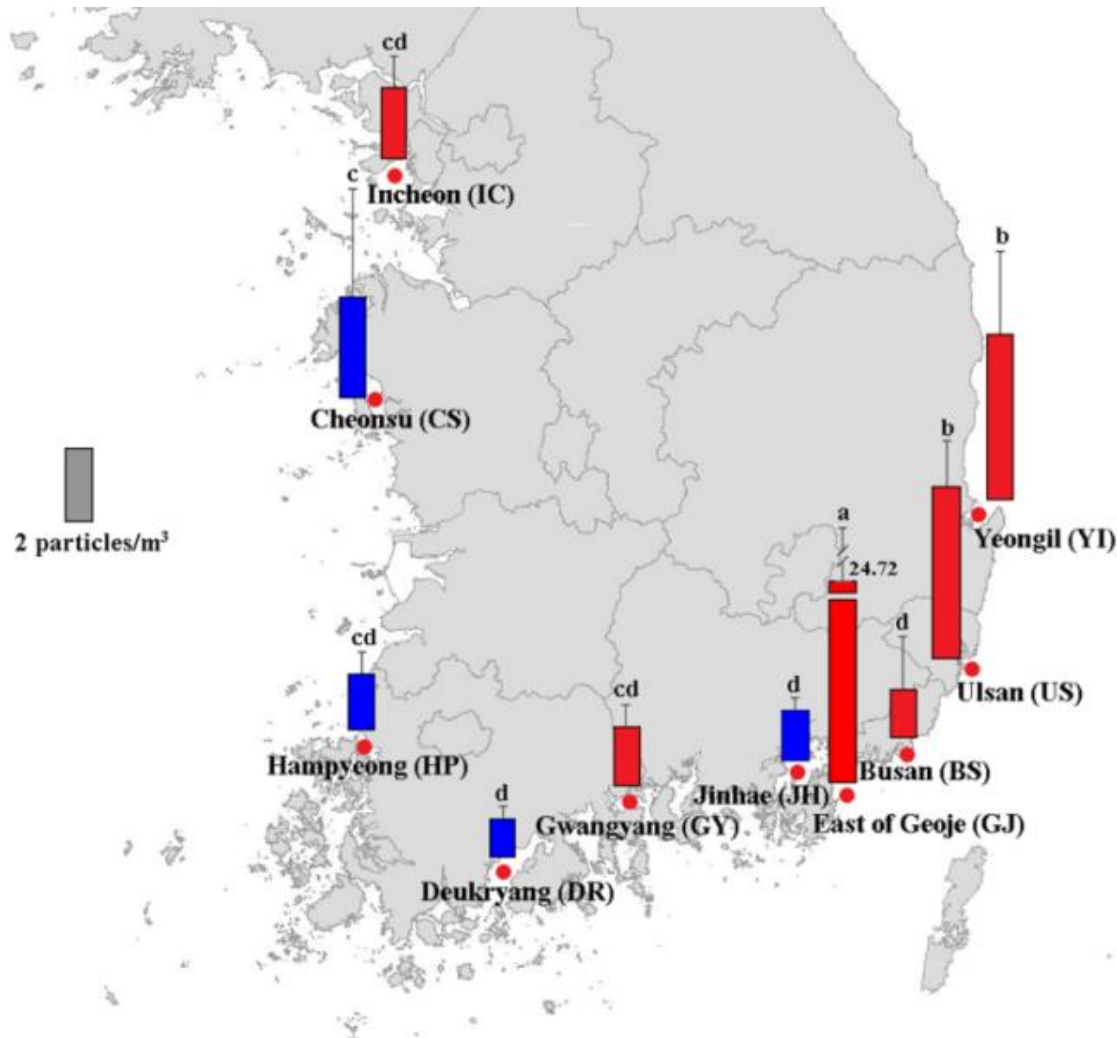 cd
Incheon (IC)
c
Cheonsu (CS)
b
Yeongil (YI)
b
Ulsan (US)
2 particles/m³
a
24.72
d
Busan (BS)
cd
Hampyeong (HP)
cd
Gwangyang (GY)
d
Jinhae (JH)
East of Geoje (GJ)
d
Deukryang (DR)